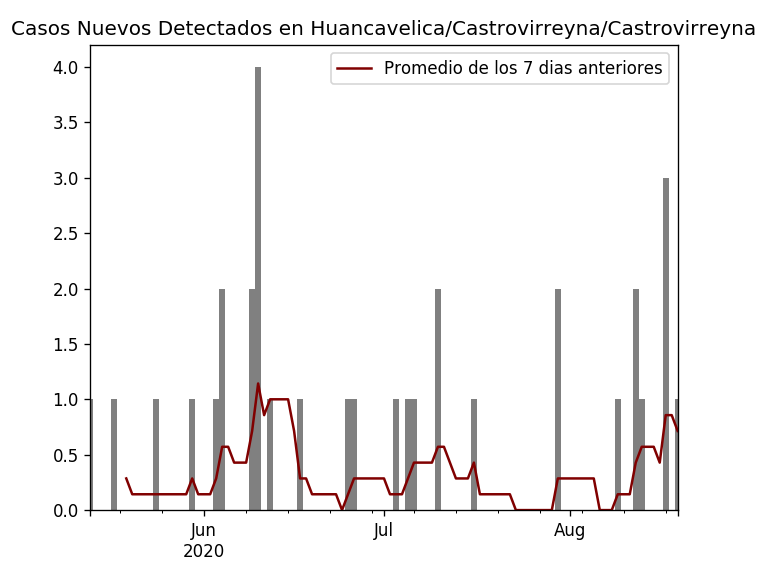 Casos Nuevos Detectados en Huancavelica/Castrovirreyna/Castrovirreyna
Promedio de los 7 dias anteriores
4.0
3.5
3.0
2.5
2.0
1.5
1.0
0.5
0.0
Jun
2020
Jul
Aug